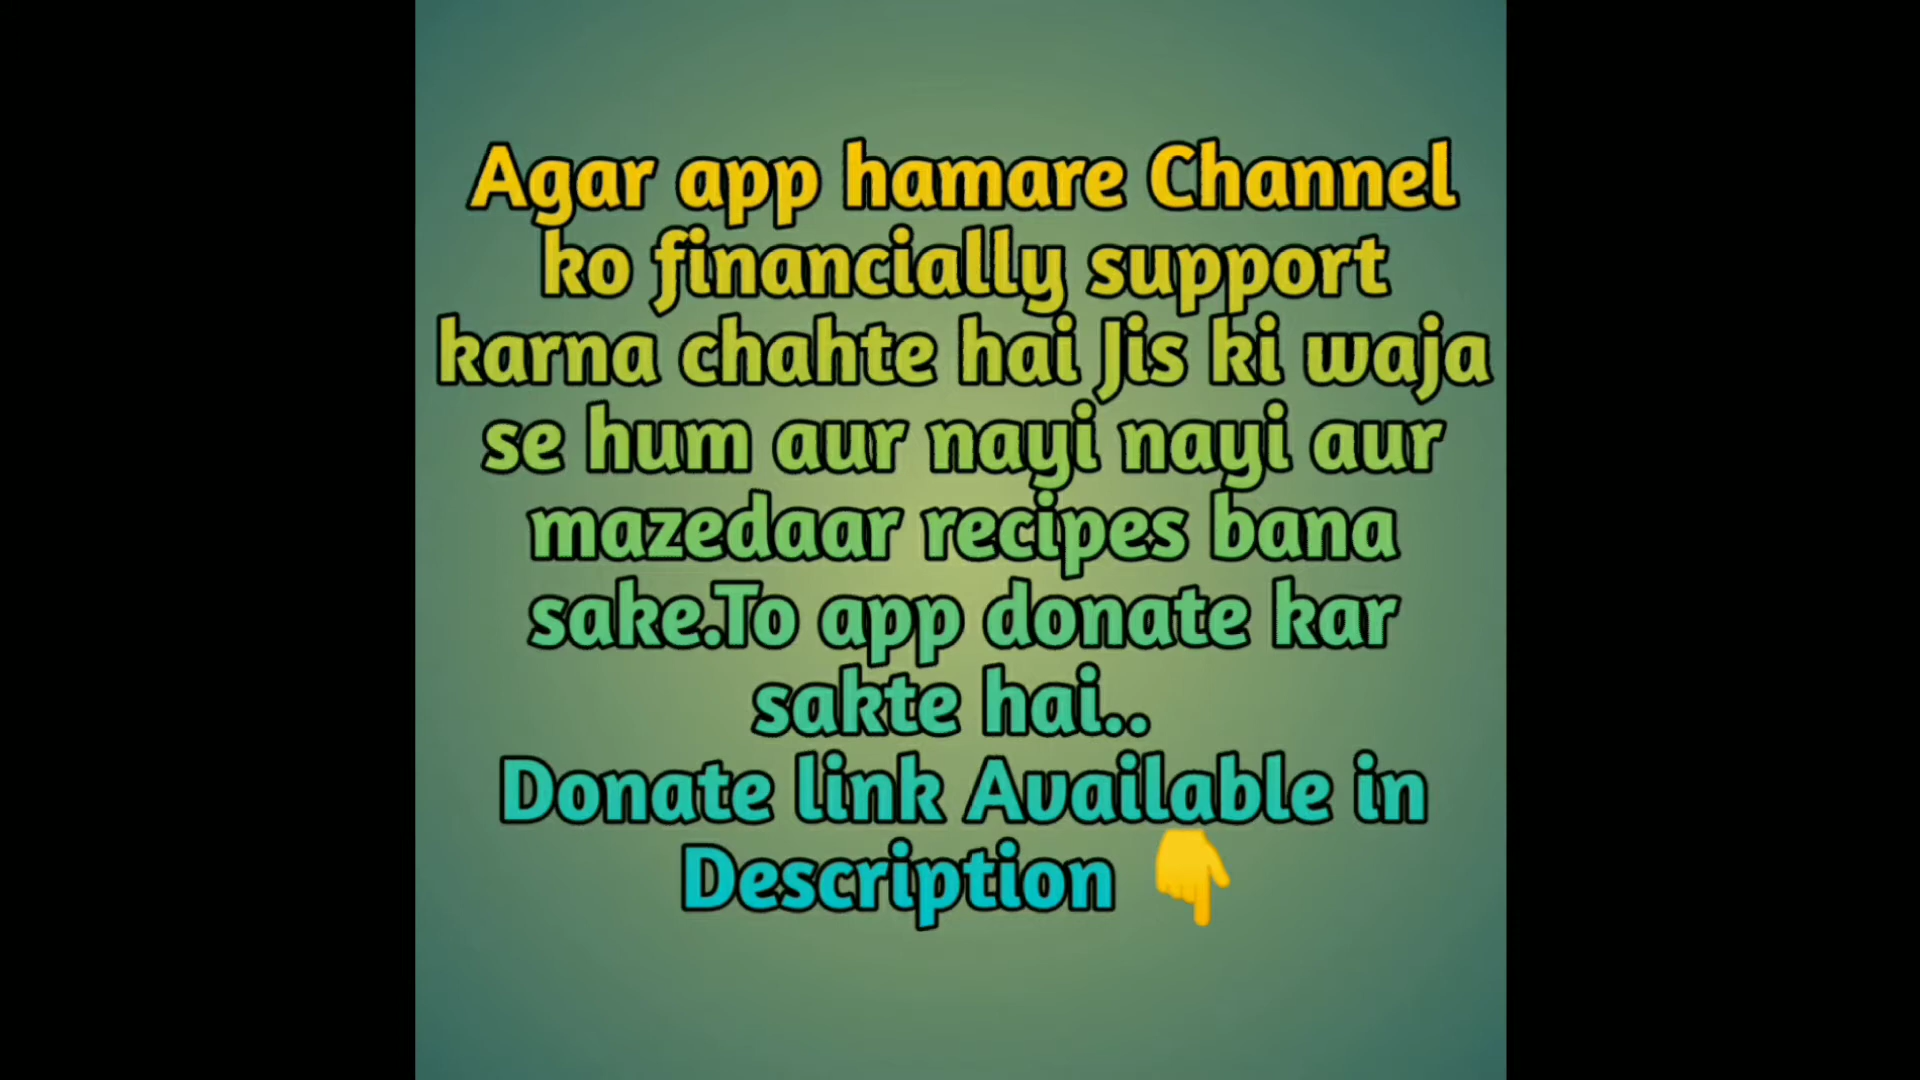 Agar app hamare Channel
ko financially support
karna chahte hai Jis ki waja
se hum aur nayi nayi aur
mazedaar recipes bana
sake.To app donate kar
sakte hai..
Donate link Available in
Description 👇